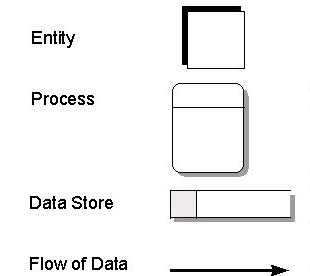 Entity
Process
Data Store
Flow of Data